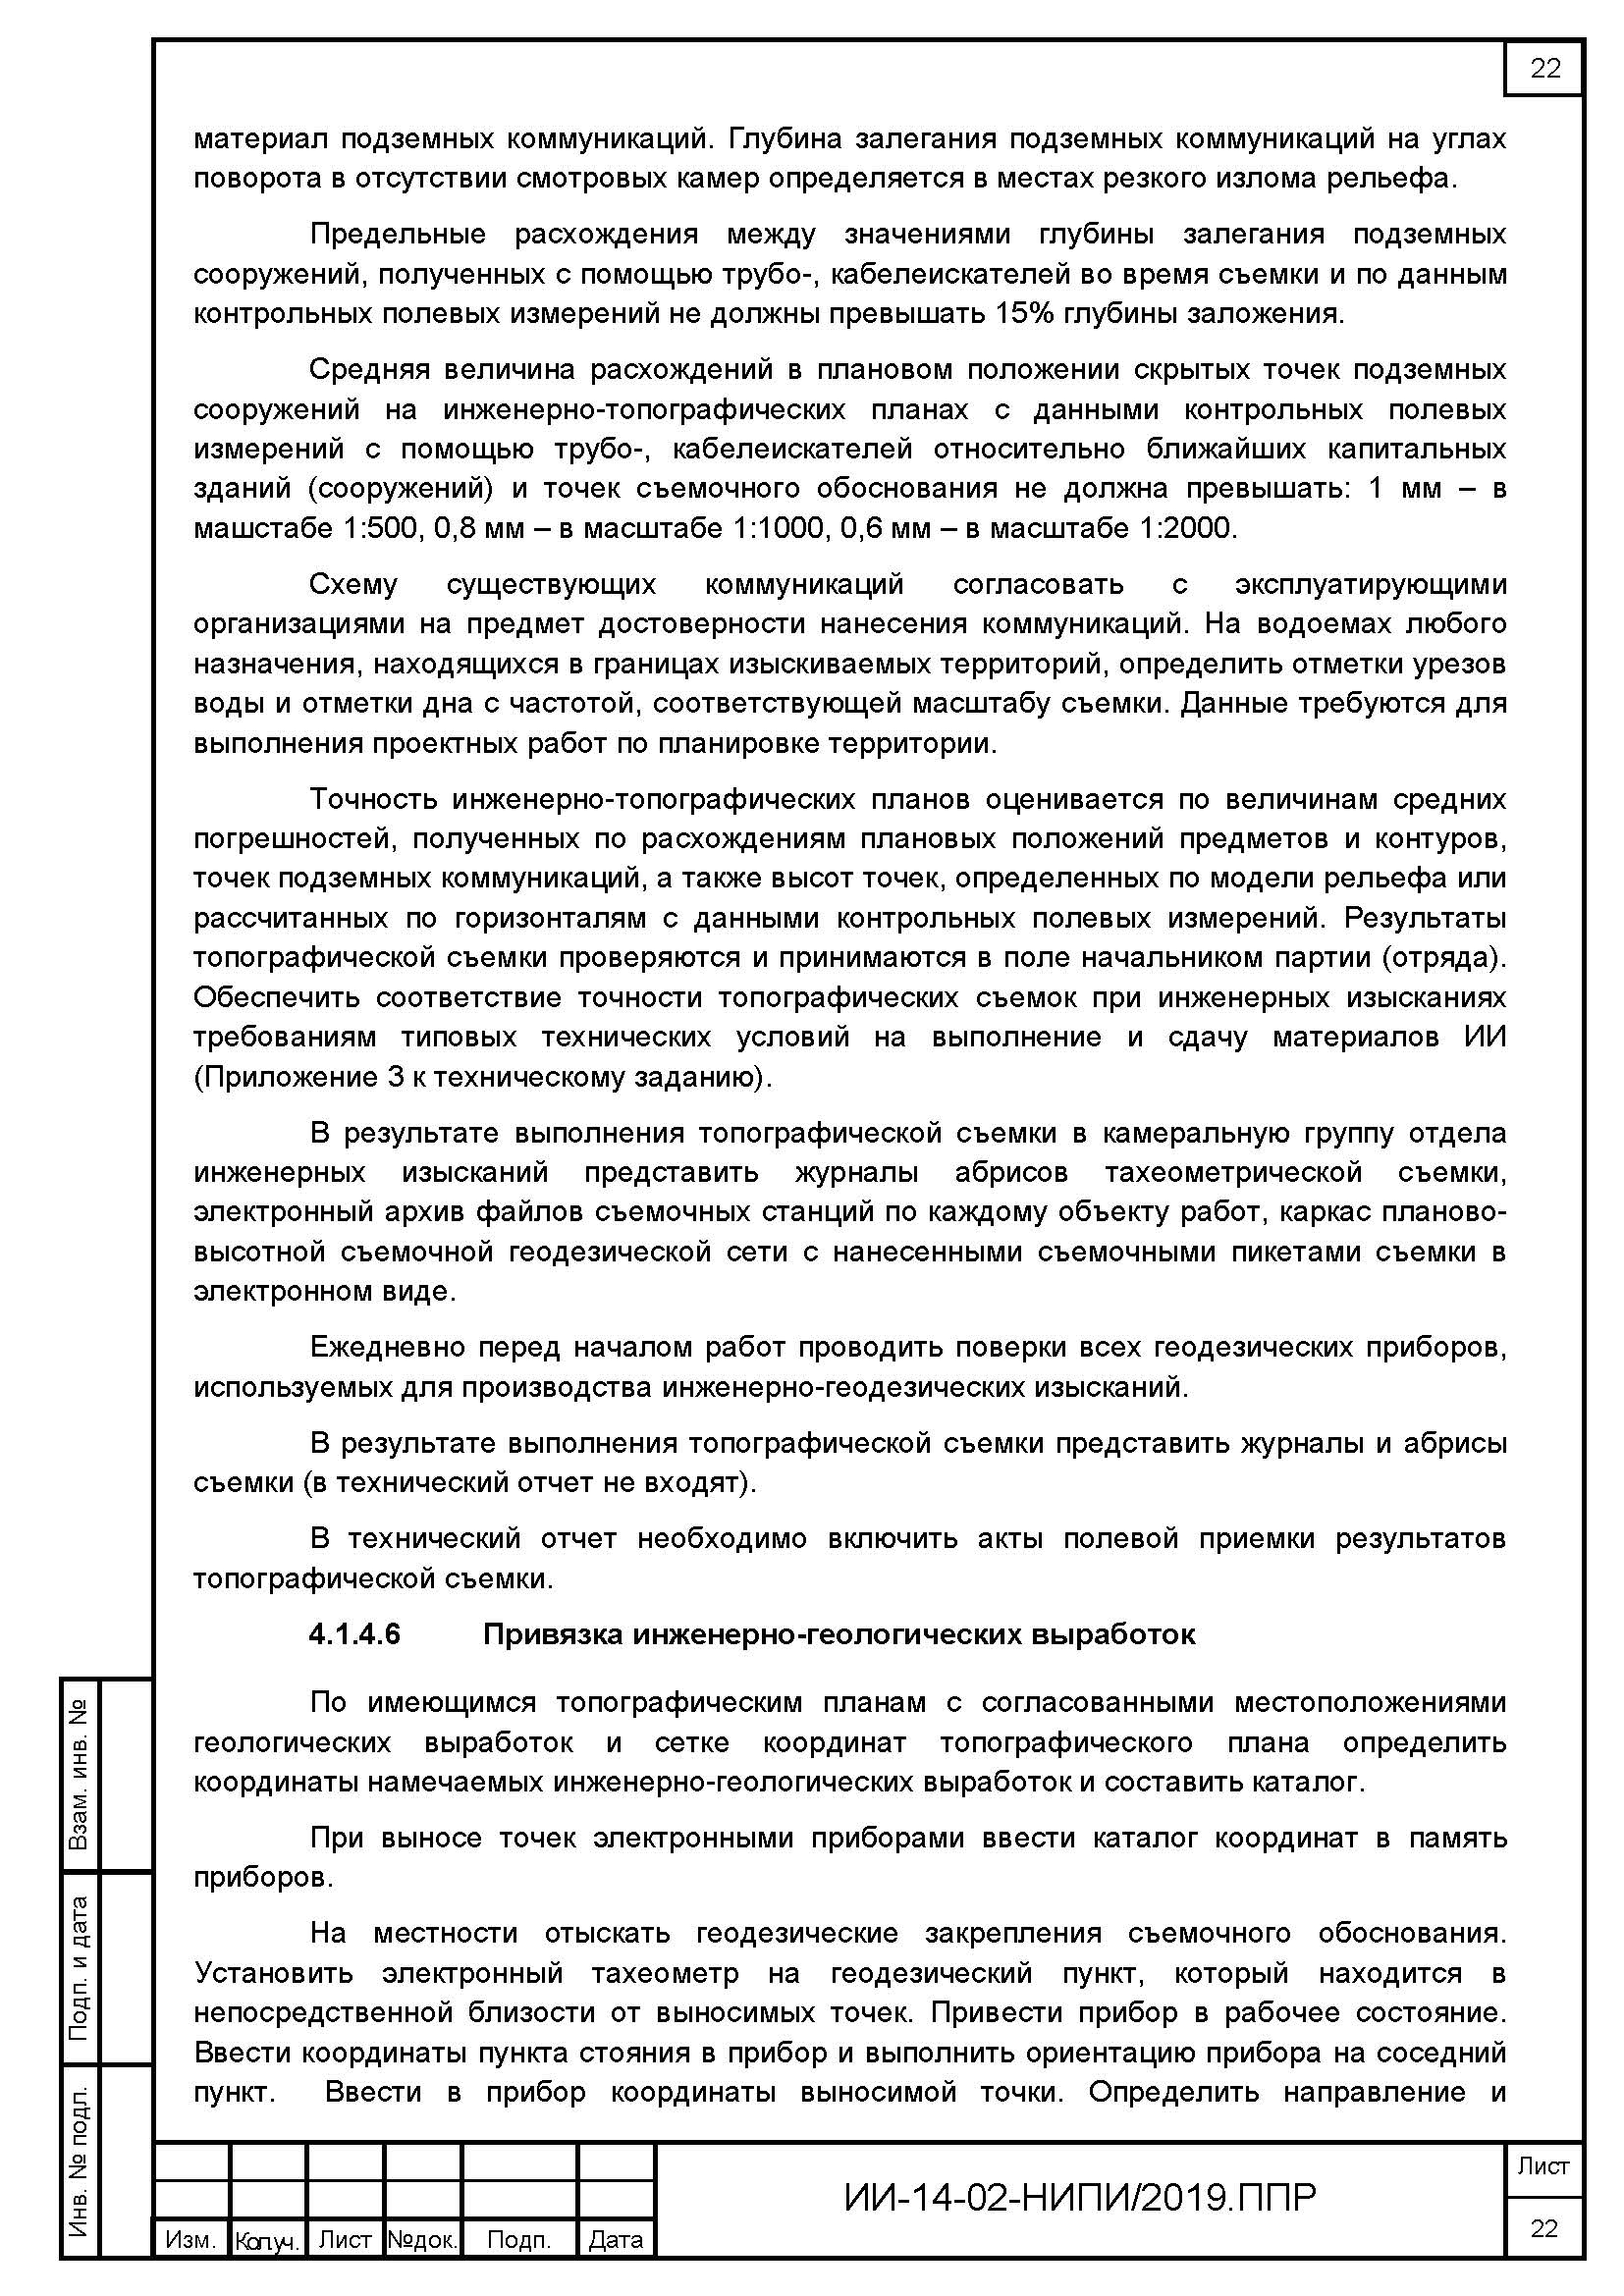 22
материал подземных коммуникаций. Глубина залегания подземных коммуникаций на углах
поворота в отсутствии смотровых камер определяется в местах резкого излома рельефа.
Предельные расхождения между значениями глубины залегания подземных
сооружений, полученных с помощью трубо-, кабелеискателей во время съемки и по данным
контрольных полевых измерений не должны превышать 15% глубины заложения.
Средняя величина расхождений в плановом положении скрытых точек подземных
сооружений на инженерно-топографических планах с данными контрольных полевых
измерений с помощью трубо-, кабелеискателей относительно ближайших капитальных
зданий (сооружений) и точек съемочного обоснования не должна превышать: 1 мм – в
машстабе 1:500, 0,8 мм – в масштабе 1:1000, 0,6 мм – в масштабе 1:2000.
Схему существующих коммуникаций согласовать с эксплуатирующими
организациями на предмет достоверности нанесения коммуникаций. На водоемах любого
назначения, находящихся в границах изыскиваемых территорий, определить отметки урезов
воды и отметки дна с частотой, соответствующей масштабу съемки. Данные требуются для
выполнения проектных работ по планировке территории.
Точность инженерно-топографических планов оценивается по величинам средних
погрешностей, полученных по расхождениям плановых положений предметов и контуров,
точек подземных коммуникаций, а также высот точек, определенных по модели рельефа или
рассчитанных по горизонталям с данными контрольных полевых измерений. Результаты
топографической съемки проверяются и принимаются в поле начальником партии (отряда).
Обеспечить соответствие точности топографических съемок при инженерных изысканиях
требованиям типовых технических условий на выполнение и сдачу материалов ИИ
(Приложение 3 к техническому заданию).
В результате выполнения топографической съемки в камеральную группу отдела
инженерных изысканий представить журналы абрисов тахеометрической съемки,
электронный архив файлов съемочных станций по каждому объекту работ, каркас планово-
высотной съемочной геодезической сети с нанесенными съемочными пикетами съемки в
электронном виде.
Ежедневно перед началом работ проводить поверки всех геодезических приборов,
используемых для производства инженерно-геодезических изысканий.
В результате выполнения топографической съемки представить журналы и абрисы
съемки (в технический отчет не входят).
В технический отчет необходимо включить акты полевой приемки результатов
топографической съемки.
4.1.4.6 Привязка инженерно-геологических выработок
По имеющимся топографическим планам с согласованными местоположениями
геологических выработок и сетке координат топографического плана определить
координаты намечаемых инженерно-геологических выработок и составить каталог.
При выносе точек электронными приборами ввести каталог координат в память
приборов.
На местности отыскать геодезические закрепления съемочного обоснования.
Установить электронный тахеометр на геодезический пункт, который находится в
непосредственной близости от выносимых точек. Привести прибор в рабочее состояние.
Ввести координаты пункта стояния в прибор и выполнить ориентацию прибора на соседний
пункт. Ввести в прибор координаты выносимой точки. Определить направление и
Взам. инв. №
Подп. и дата
Инв. № подл.
Изм. Кол.уч. Лист №док. Подп. Дата
ИИ-14-02-НИПИ/2019.ППР
Лист
22